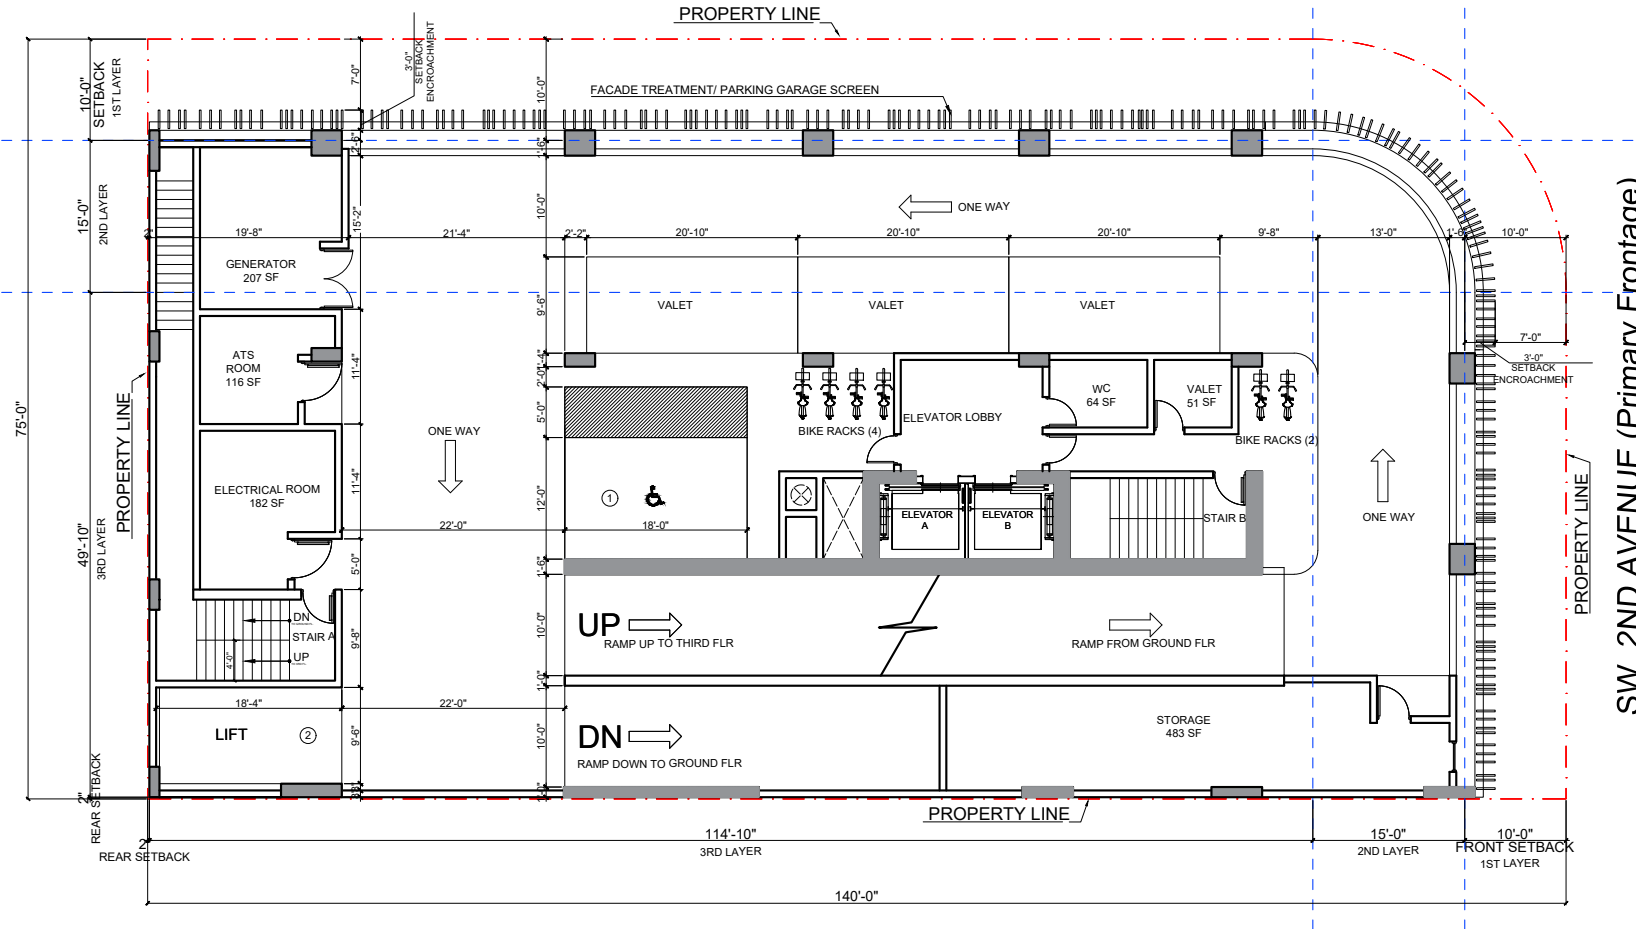 PROPERTY LINE
10'-0"
SETBACK
1ST LAYER
7'-0"
3'-0"
SETBACK
ENCROACHMENT
10'-0"
FACADE TREATMENT/ PARKING GARAGE SCREEN
1'-6"
15'-0"
2ND LAYER
15'-2"
10'-0"
ONE WAY
2"
19'-8"
21'-4"
2'-2"
20'-10"
20'-10"
20'-10"
9'-8"
13'-0"
1'-6"
10'-0"
GENERATOR
207 SF
VALET
VALET
VALET
9'-6"
7'-0"
3'-0"
SETBACK
ENCROACHMENT
ATS
ROOM
116 SF
11'-4"
1'-4"
2'-0"
5'-0"
WC
64 SF
VALET
51 SF
ELEVATOR LOBBY
BIKE RACKS (4)
BIKE RACKS (2)
75'-0"
PROPERTY LINE
ONE WAY
ELECTRICAL ROOM
182 SF
11'-4"
12'-0"
1
18'-0"
22'-0"
ELEVATOR
A
ELEVATOR
B
STAIR B
ONE WAY
PROPERTY LINE
SW 2ND AVENUE (Primary Frontage)
49'-10"
3RD LAYER
5'-0"
1'-6"
DN
STAIR A
UP
4'-0"
9'-8"
10'-0"
UP
RAMP UP TO THIRD FLR
RAMP FROM GROUND FLR
1'-0"
18'-4"
22'-0"
LIFT
2
9'-6"
10'-0"
DN
RAMP DOWN TO GROUND FLR
STORAGE
483 SF
2"
REAR SETBACK
1'-0"
PROPERTY LINE
2"
REAR SETBACK
114'-10"
3RD LAYER
15'-0"
2ND LAYER
10'-0"
FRONT SETBACK
1ST LAYER
140'-0"